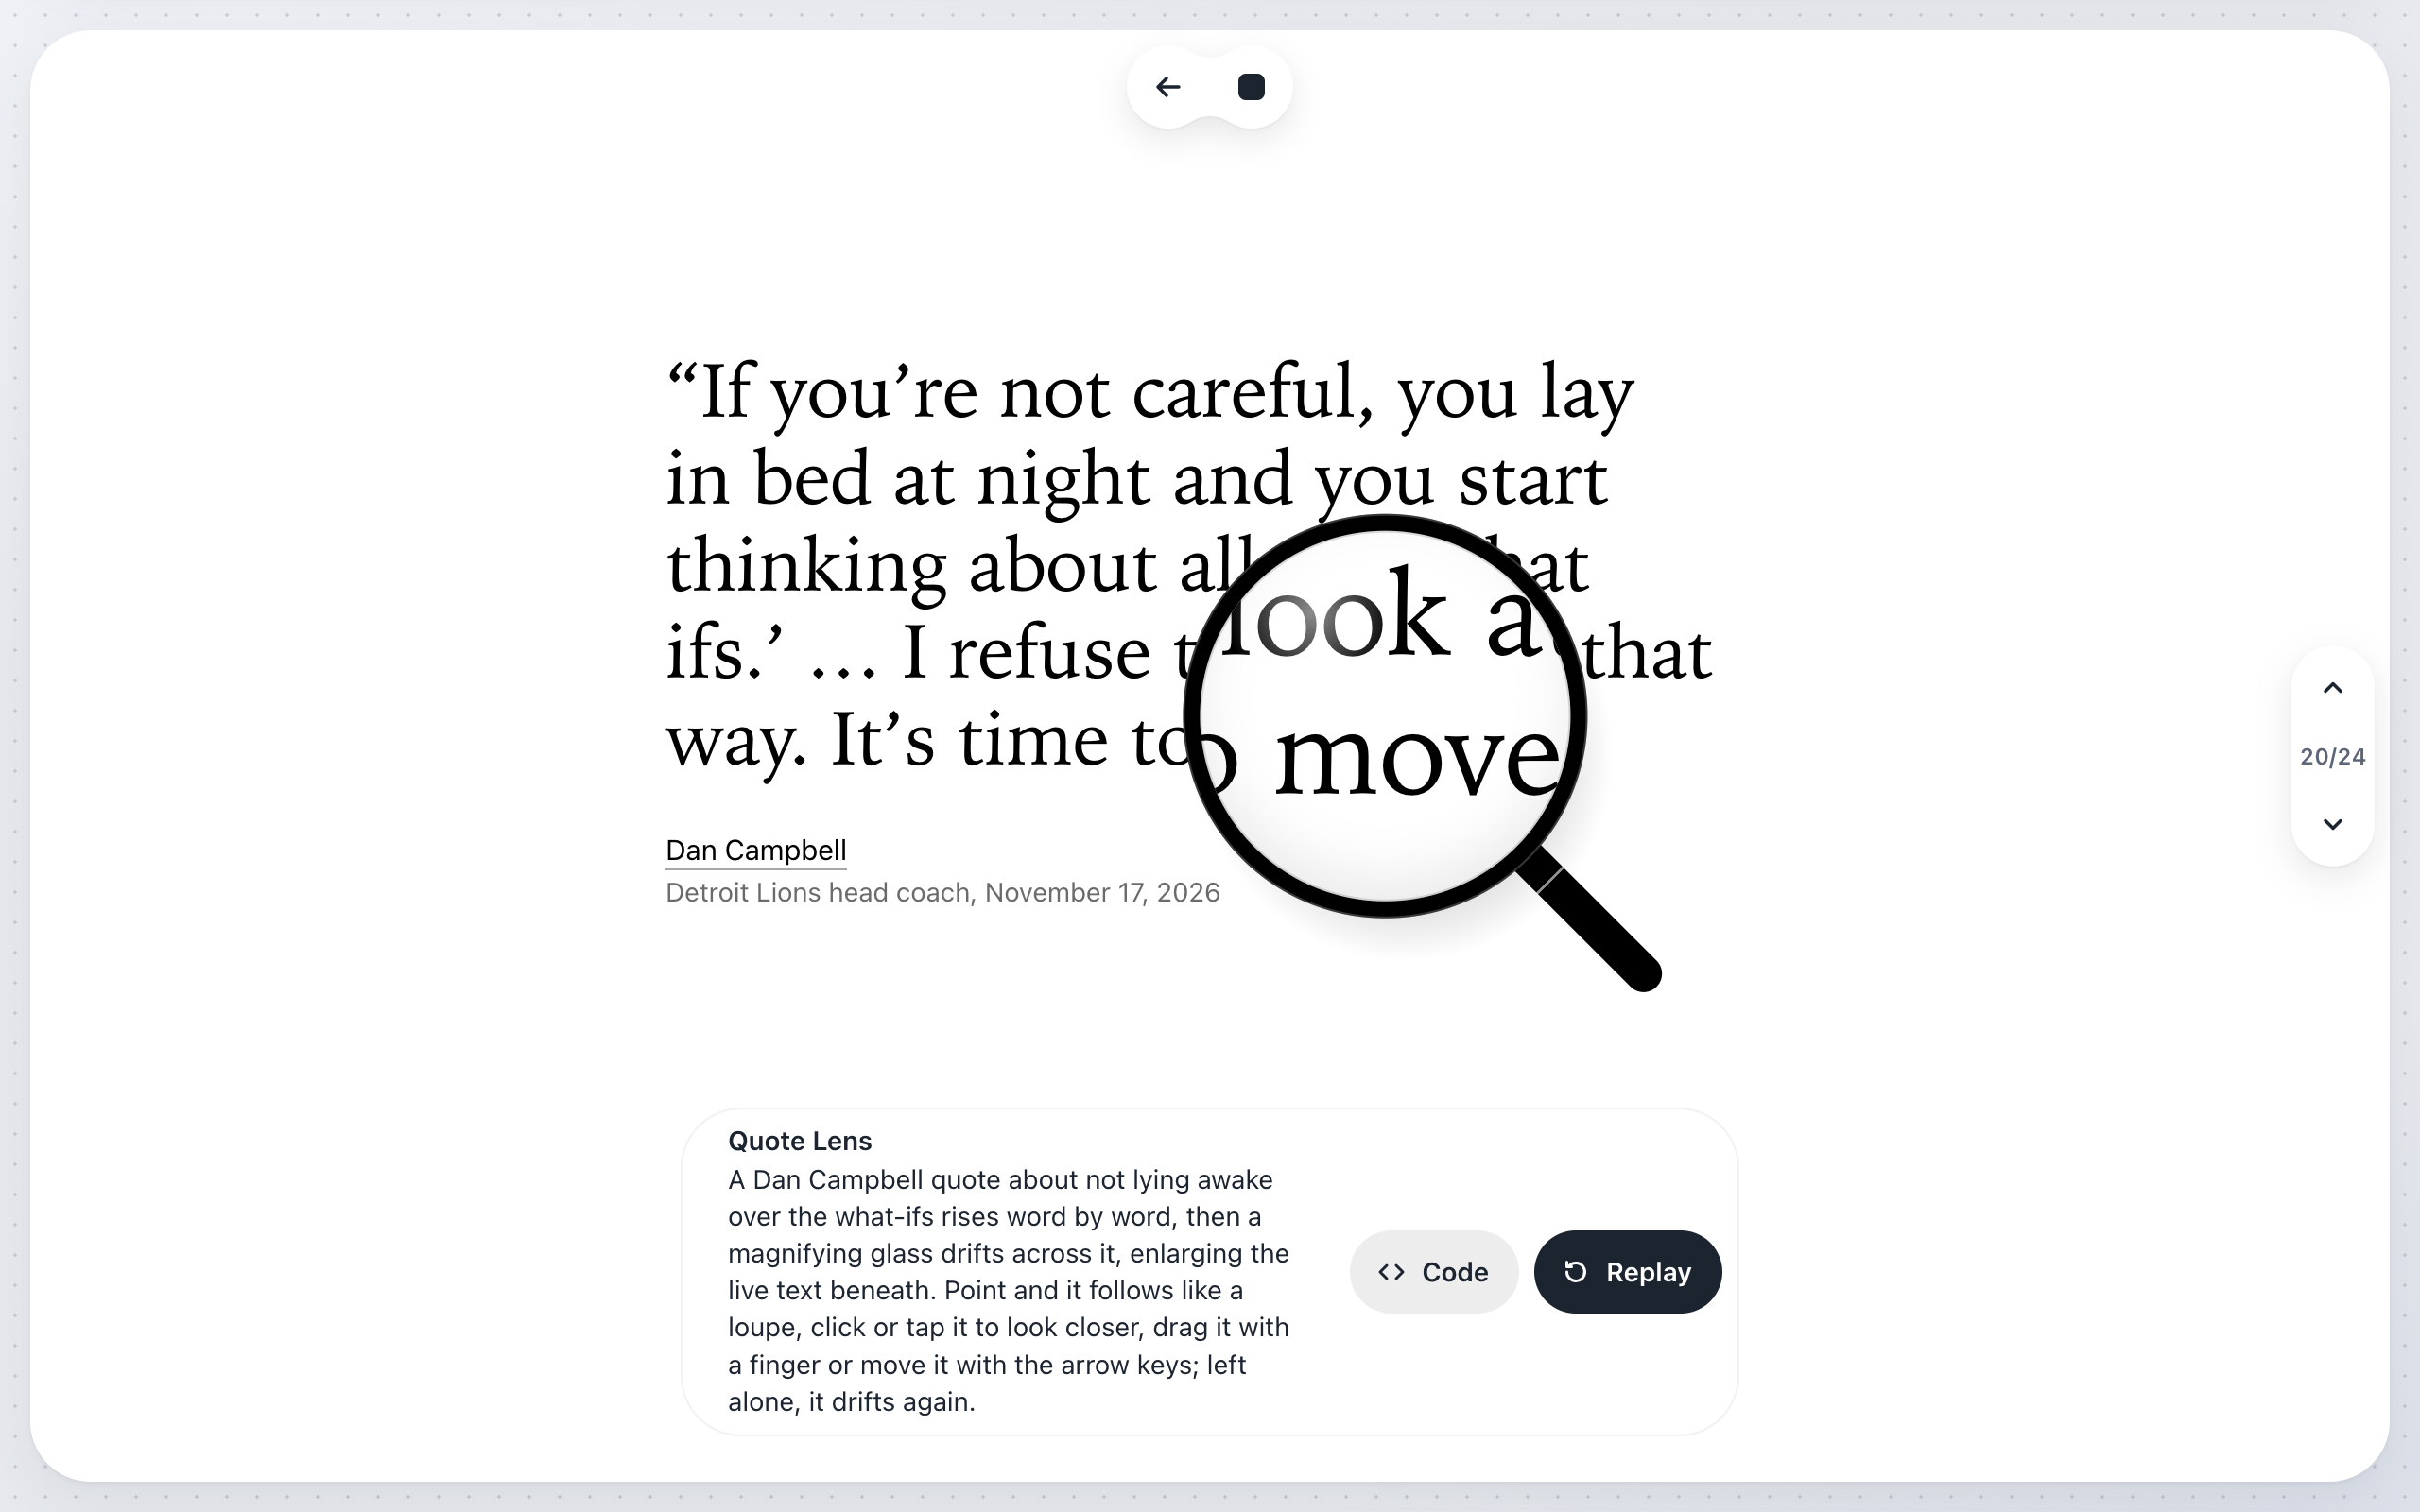 “If you’re not careful, you lay
in bed at night and you start
thinking about all hat
ifs.’ … I refuse look at that
way. It’s time to move
Dan Campbell
Detroit Lions head coach, November 17, 2026
20/24
Quote Lens
A Dan Campbell quote about not lying awake
over the what-ifs rises word by word, then a
magnifying glass drifts across it, enlarging the
live text beneath. Point and it follows like a
loupe, click or tap it to look closer, drag it with
a finger or move it with the arrow keys; left
alone, it drifts again.
Code
Replay